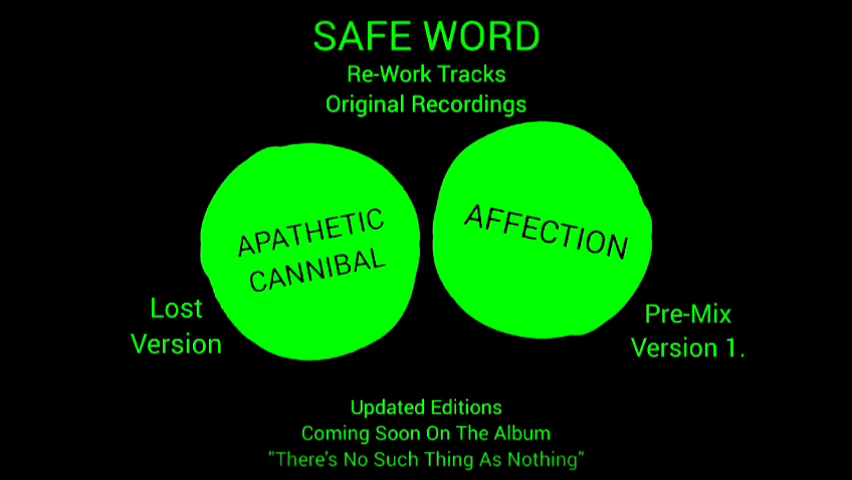 SAFE WORD
Re-Work Tracks
Original Recordings
APATHETIC
CANNIBAL
AFFECTION
Lost
Version
Pre-Mix
Version 1.
Updated Editions
Coming Soon On The Album
"There's No Such Thing As Nothing"